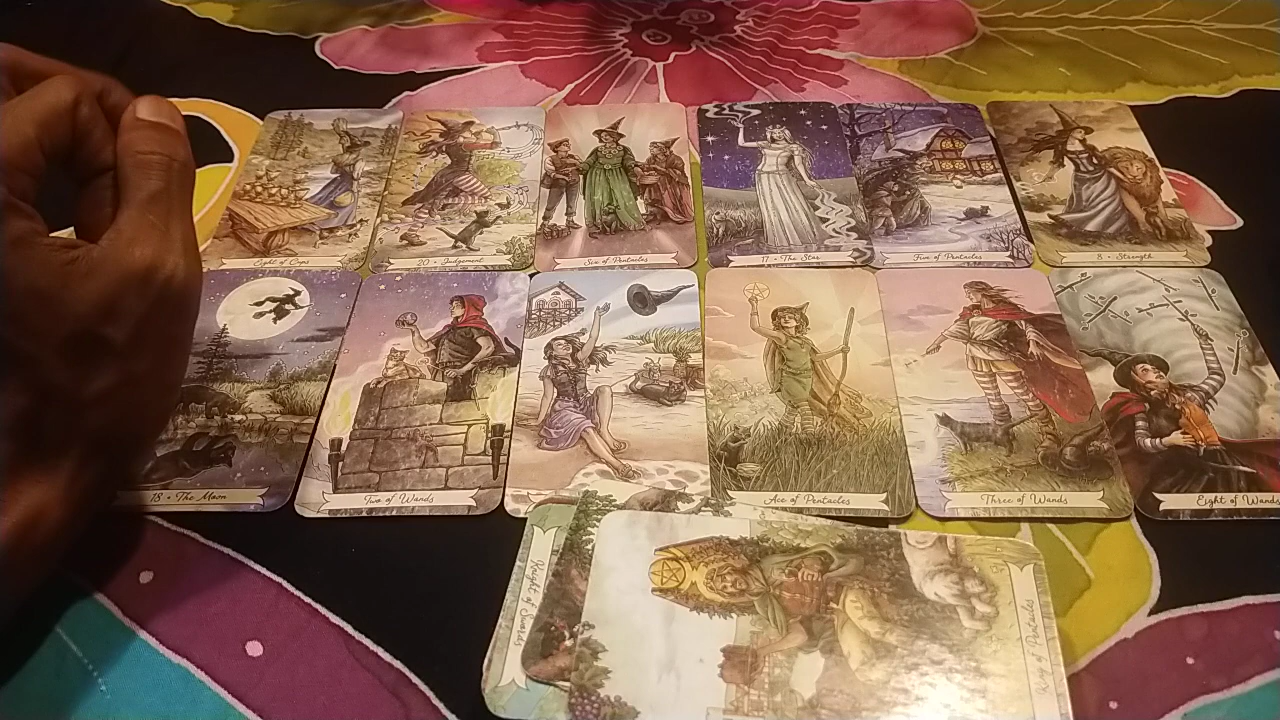 Eight of Cups
20 • Judgement
Six of Pentacles
17 • The Star
Five of Pentacles
8 • Strength
18 • The Moon
Two of Wands
Ace of Pentacles
Three of Wands
Eight of Wands
Knight of Swords
of Pentacles